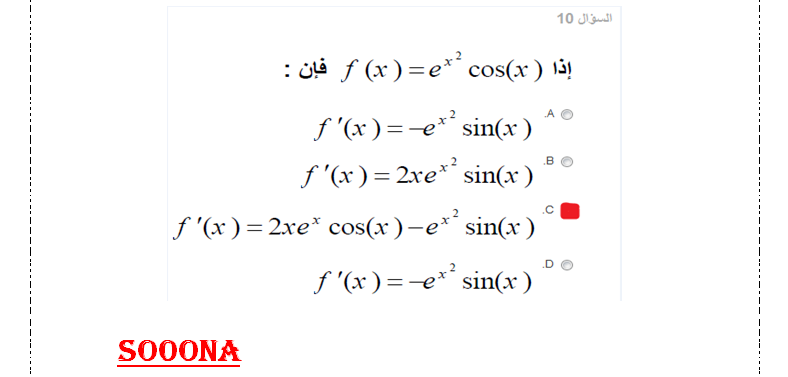 السؤال 10
إذا f (x) = e^{x^2} cos(x) فإن :
A. f '(x) = –e^{x^2} sin(x)
B. f '(x) = 2xe^{x^2} sin(x)
C. f '(x) = 2xe^x cos(x) – e^{x^2} sin(x)
D. f '(x) = –e^{x^2} sin(x)
SOOONA